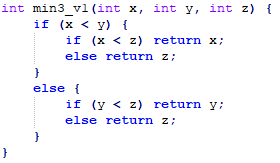 int min3_v1(int x, int y, int z) {
    if (x < y) {
        if (x < z) return x;
        else return z;
    }
    else {
        if (y < z) return y;
        else return z;
    }
}